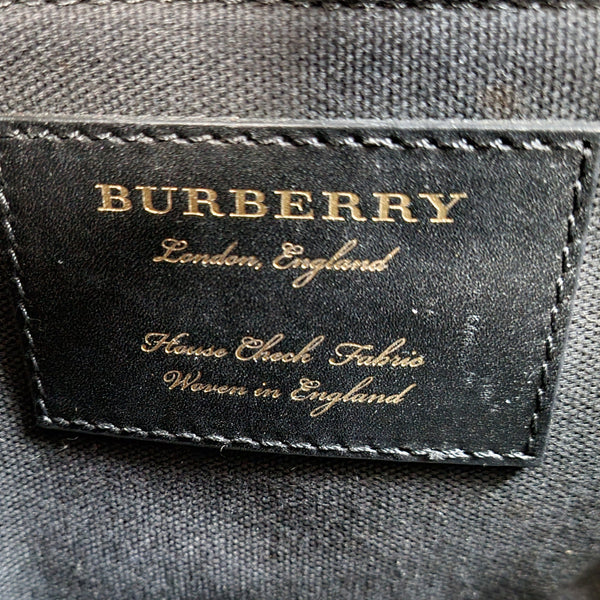 BURBERRY
London, England
House Check Fabric
Woven in England